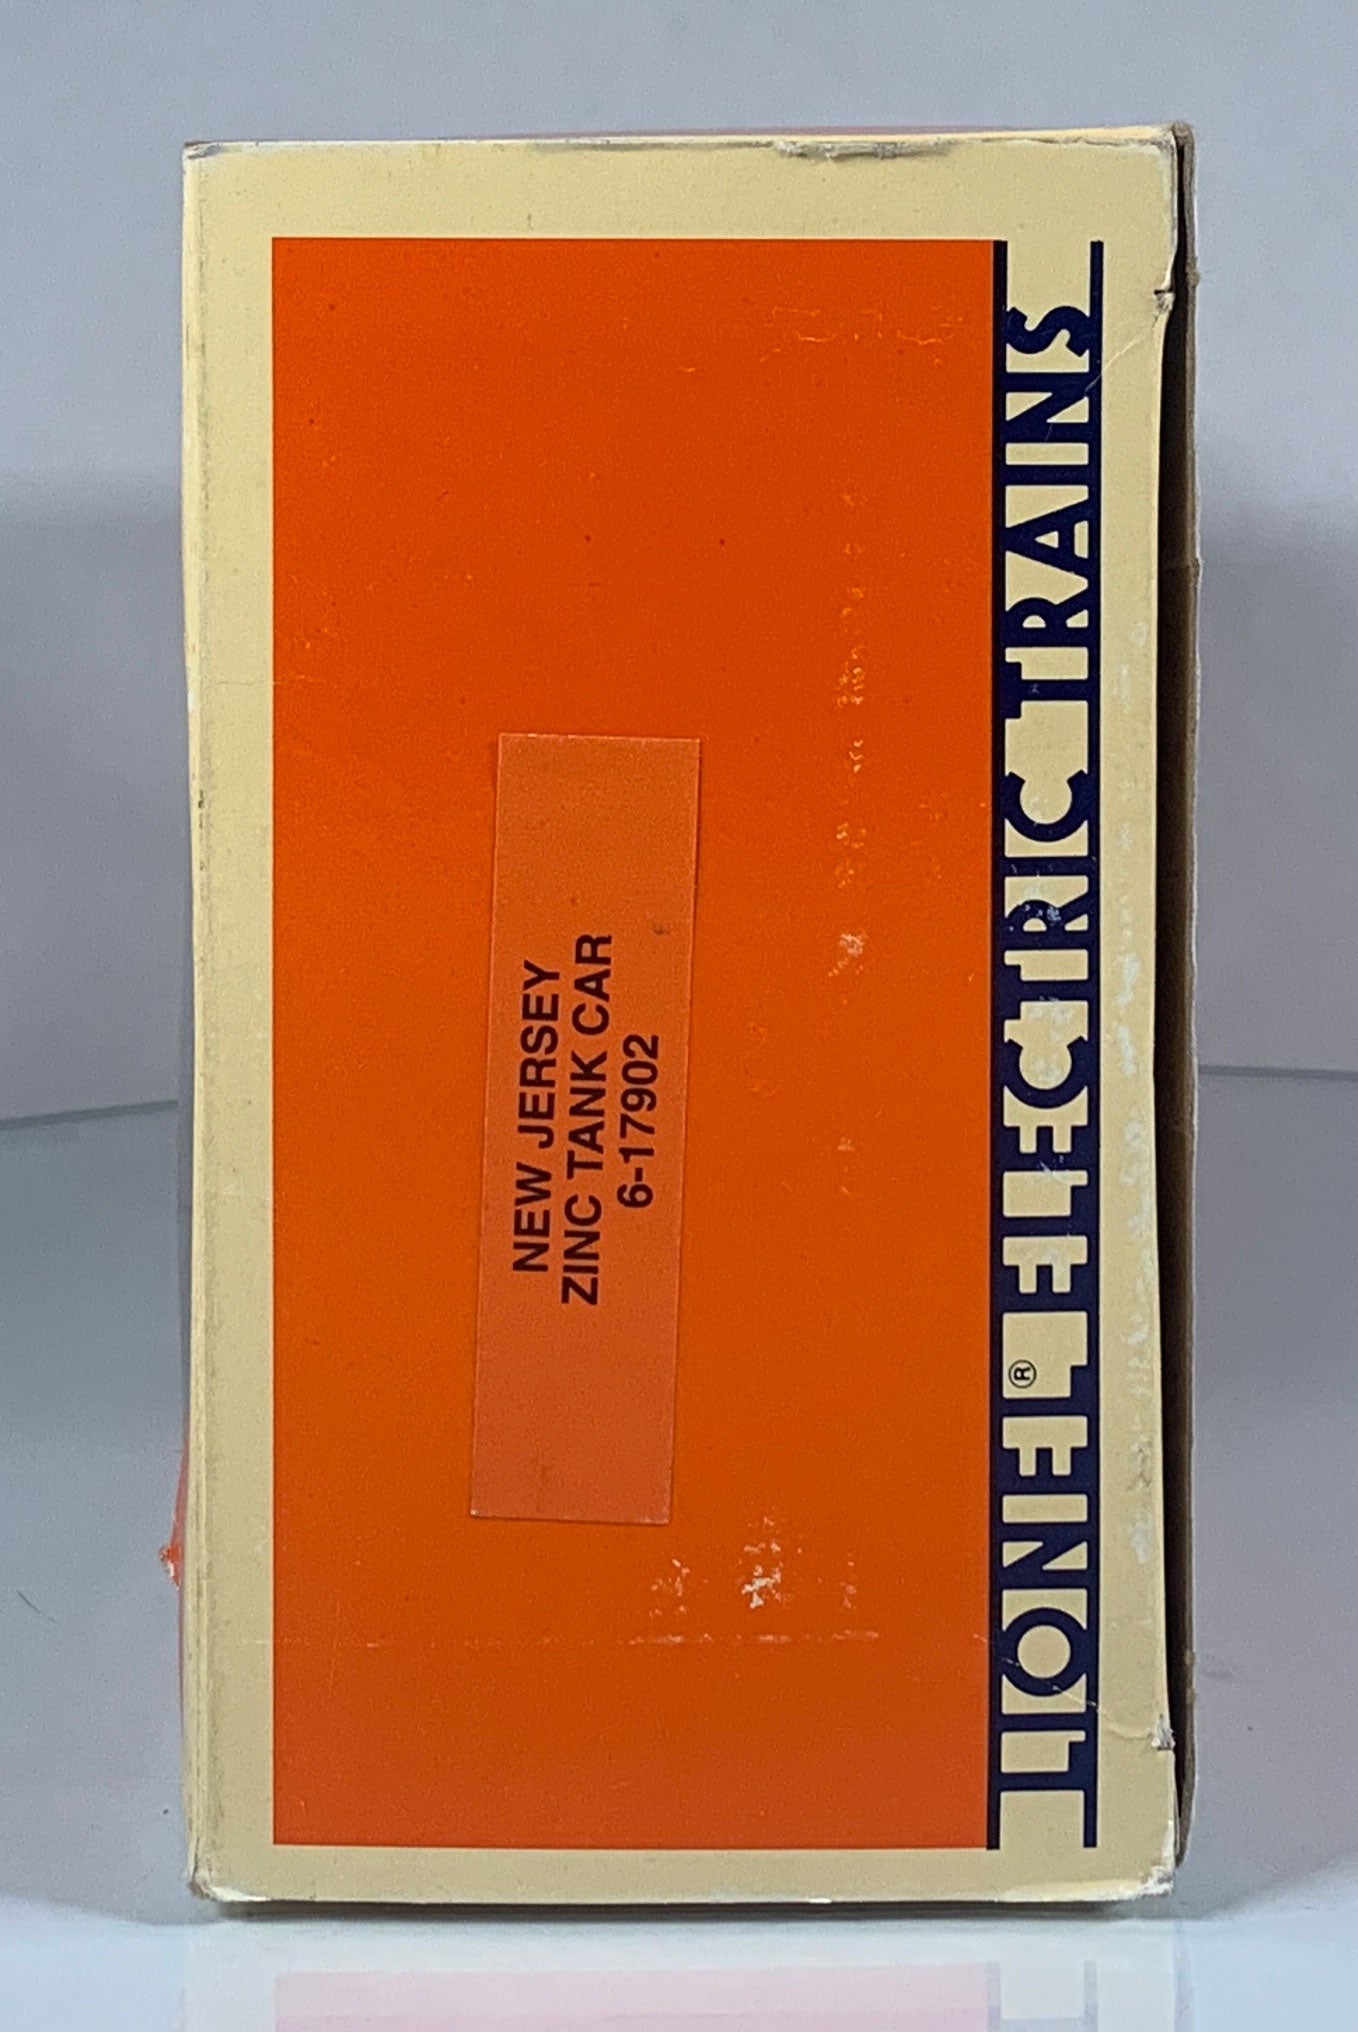 NEW JERSEY
ZINC TANK CAR
6-17902
LIONEL® ELECTRIC TRAINS